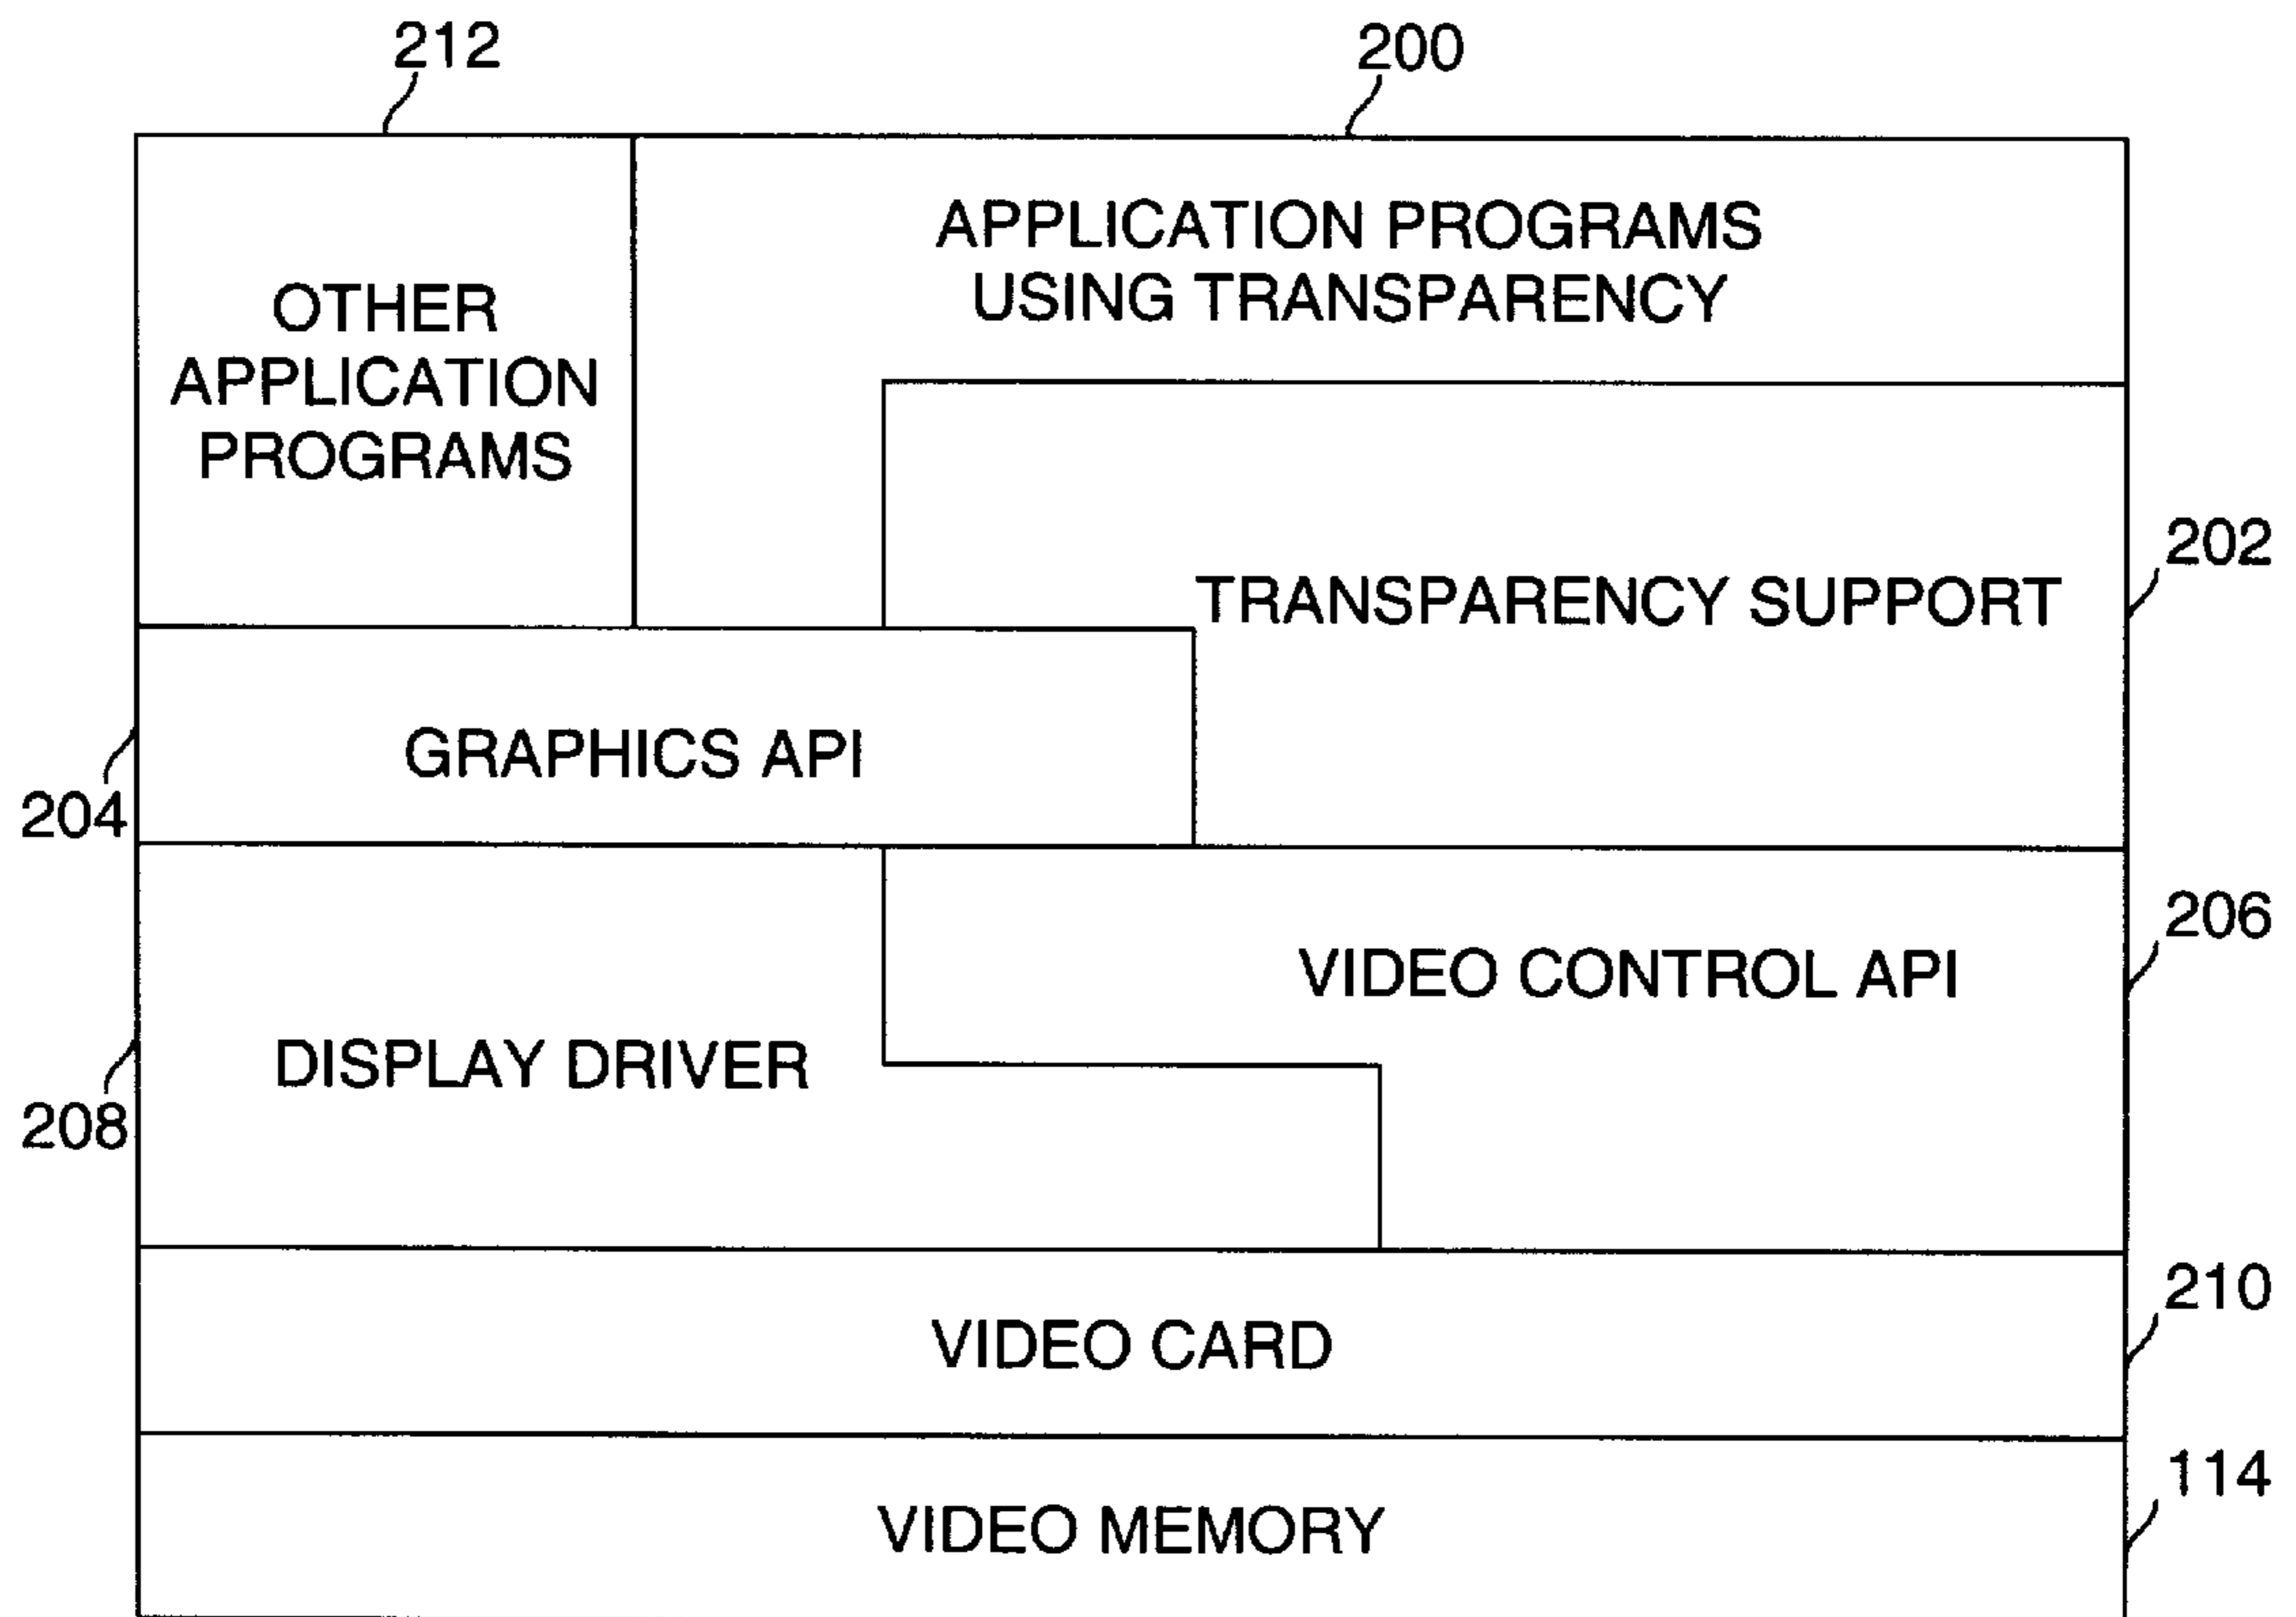 212
200
APPLICATION PROGRAMS
USING TRANSPARENCY
OTHER
APPLICATION
PROGRAMS
202
TRANSPARENCY SUPPORT
GRAPHICS API
204
206
VIDEO CONTROL API
DISPLAY DRIVER
208
210
VIDEO CARD
114
VIDEO MEMORY